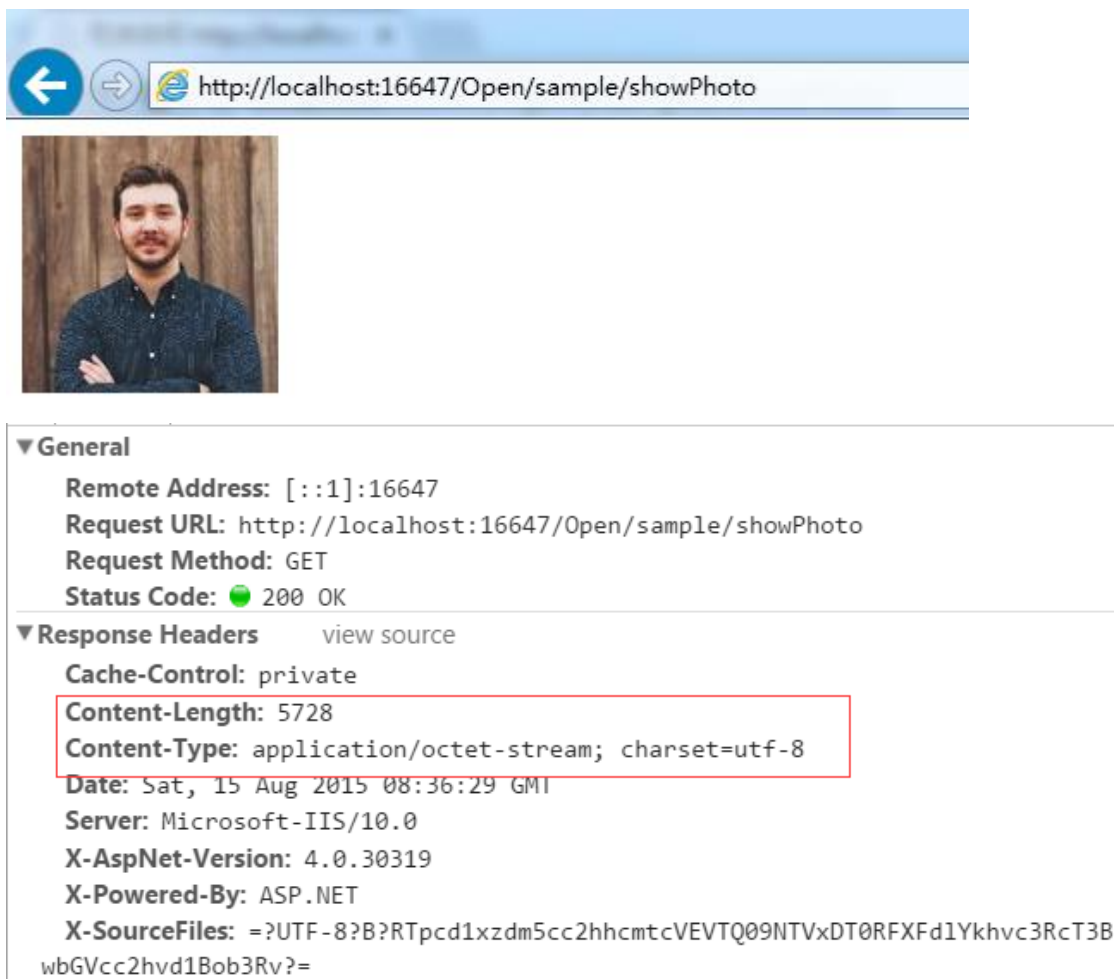 http://localhost:16647/Open/sample/showPhoto
General
Remote Address: [::1]:16647
Request URL: http://localhost:16647/Open/sample/showPhoto
Request Method: GET
Status Code: 200 OK
Response Headers view source
Cache-Control: private
Content-Length: 5728
Content-Type: application/octet-stream; charset=utf-8
Date: Sat, 15 Aug 2015 08:36:29 GMT
Server: Microsoft-IIS/10.0
X-AspNet-Version: 4.0.30319
X-Powered-By: ASP.NET
X-SourceFiles: =?UTF-8?B?RTpcd1xzdm5cc2hhcmtcVEVTQ09NTVxDT0RFXFdlYkhvc3RcT3B
wbGVcc2hvd1Bob3Rv?=